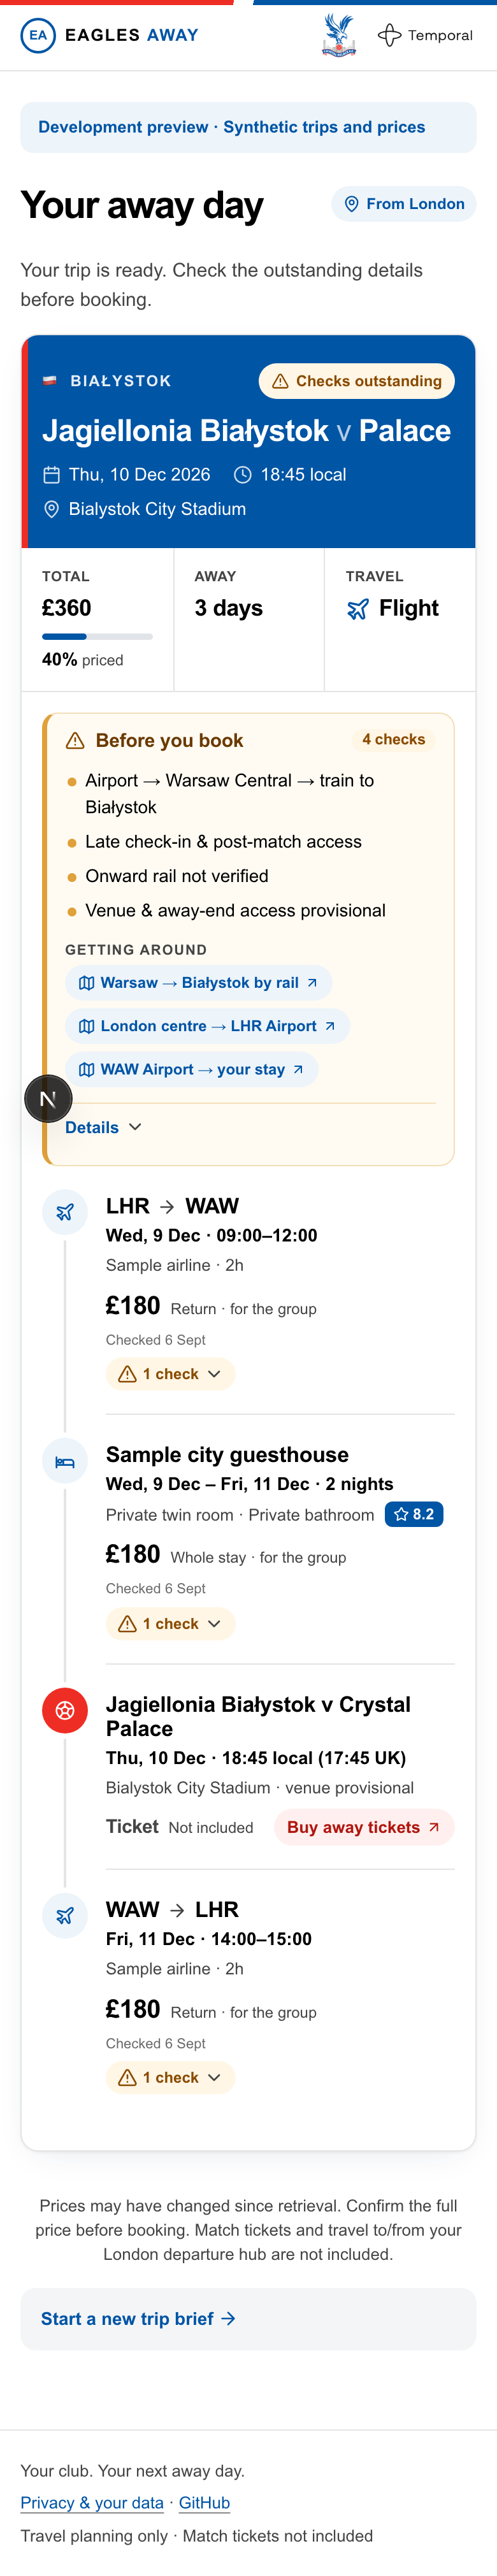 EA EAGLES AWAY
Temporal
Development preview · Synthetic trips and prices
Your away day
From London
Your trip is ready. Check the outstanding details
before booking.
BIAŁYSTOK
Checks outstanding
Jagiellonia Białystok v Palace
Thu, 10 Dec 2026
18:45 local
Bialystok City Stadium
TOTAL
£360
40% priced
AWAY
3 days
TRAVEL
Flight
Before you book
4 checks
Airport → Warsaw Central → train to
Białystok
Late check-in & post-match access
Onward rail not verified
Venue & away-end access provisional
GETTING AROUND
Warsaw → Białystok by rail ↗
London centre → LHR Airport ↗
WAW Airport → your stay ↗
N
Details
LHR → WAW
Wed, 9 Dec · 09:00–12:00
Sample airline · 2h
£180 Return · for the group
Checked 6 Sept
1 check
Sample city guesthouse
Wed, 9 Dec – Fri, 11 Dec · 2 nights
Private twin room · Private bathroom 8.2
£180 Whole stay · for the group
Checked 6 Sept
1 check
Jagiellonia Białystok v Crystal
Palace
Thu, 10 Dec · 18:45 local (17:45 UK)
Bialystok City Stadium · venue provisional
Ticket Not included
Buy away tickets ↗
WAW → LHR
Fri, 11 Dec · 14:00–15:00
Sample airline · 2h
£180 Return · for the group
Checked 6 Sept
1 check
Prices may have changed since retrieval. Confirm the full
price before booking. Match tickets and travel to/from your
London departure hub are not included.
Start a new trip brief →
Your club. Your next away day.
Privacy & your data · GitHub
Travel planning only · Match tickets not included